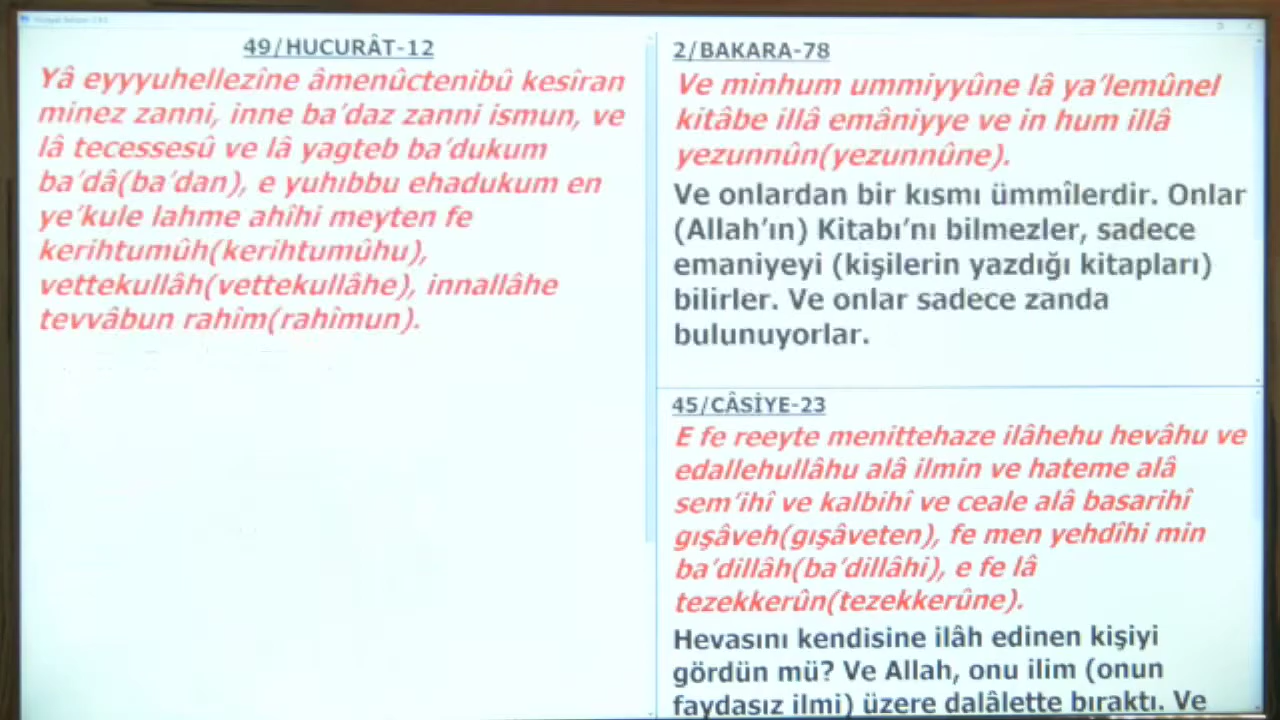 49/HUCURÂT-12
Yâ eyyyuhellezîne âmenûctenibû kesîran
minez zanni, inne ba’daz zanni ismun, ve
lâ tecessesû ve lâ yagteb ba’dukum
ba’dâ(ba’dan), e yuhıbbu ehadukum en
ye’kule lahme ahîhi meyten fe
kerihtumûh(kerihtumûhu),
vettekullâh(vettekullâhe), innallâhe
tevvâbun rahîm(rahîmun).
2/BAKARA-78
Ve minhum ummiyyûne lâ ya’lemûnel
kitâbe illâ emâniyye ve in hum illâ
yezunnûn(yezunnûne).
Ve onlardan bir kısmı ümmîlerdir. Onlar
(Allah’ın) Kitabı’nı bilmezler, sadece
emaniyeyi (kişilerin yazdığı kitapları)
bilirler. Ve onlar sadece zanda
bulunuyorlar.
45/CÂSİYE-23
E fe reeyte menittehaze ilâhehu hevâhu ve
edallehullâhu alâ ilmin ve hateme alâ
sem’ihî ve kalbihî ve ceale alâ basarihî
gışâveh(gışâveten), fe men yehdîhi min
ba’dillâh(ba’dillâhi), e fe lâ
tezekkerûn(tezekkerûne).
Hevasını kendisine ilâh edinen kişiyi
gördün mü? Ve Allah, onu ilim (onun
faydasız ilmi) üzere dalâlette bıraktı. Ve